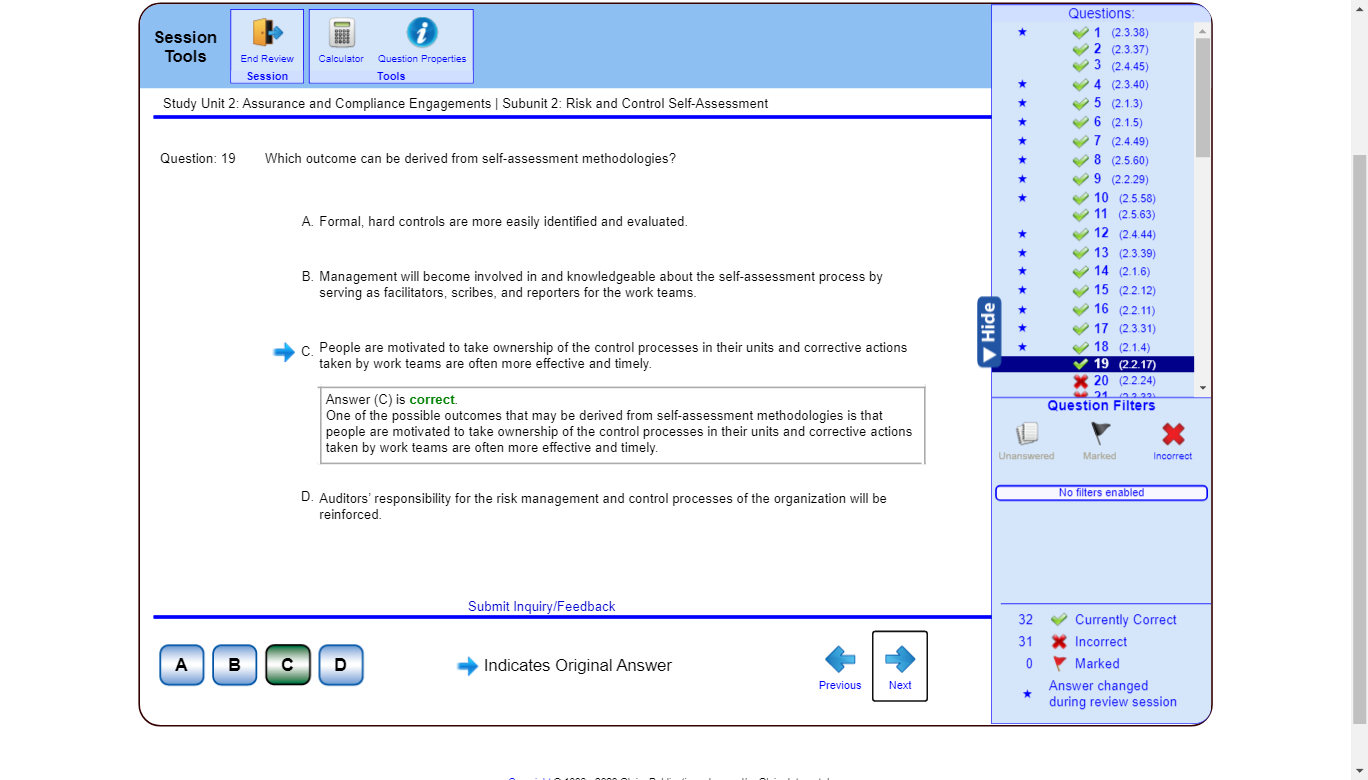 Session
Tools
End Review
Session
Calculator
Question Properties
Tools
Study Unit 2: Assurance and Compliance Engagements | Subunit 2: Risk and Control Self-Assessment
Question: 19
Which outcome can be derived from self-assessment methodologies?
A. Formal, hard controls are more easily identified and evaluated.
B. Management will become involved in and knowledgeable about the self-assessment process by
serving as facilitators, scribes, and reporters for the work teams.
C. People are motivated to take ownership of the control processes in their units and corrective actions
taken by work teams are often more effective and timely.
Answer (C) is correct.
One of the possible outcomes that may be derived from self-assessment methodologies is that
people are motivated to take ownership of the control processes in their units and corrective actions
taken by work teams are often more effective and timely.
D. Auditors' responsibility for the risk management and control processes of the organization will be
reinforced.
Submit Inquiry/Feedback
A B C D
Indicates Original Answer
Previous
Next
Questions:
1 (2.3.38)
2 (2.3.37)
3 (2.4.45)
4 (2.3.40)
5 (2.1.3)
6 (2.1.5)
7 (2.4.49)
8 (2.5.60)
9 (2.2.29)
10 (2.5.58)
11 (2.5.63)
12 (2.4.44)
13 (2.3.39)
14 (2.1.6)
15 (2.2.12)
16 (2.2.11)
17 (2.3.31)
18 (2.1.4)
19 (2.2.17)
20 (2.2.24)
Hide
Question Filters
Unanswered
Marked
Incorrect
No filters enabled
32 Currently Correct
31 Incorrect
0 Marked
Answer changed
during review session